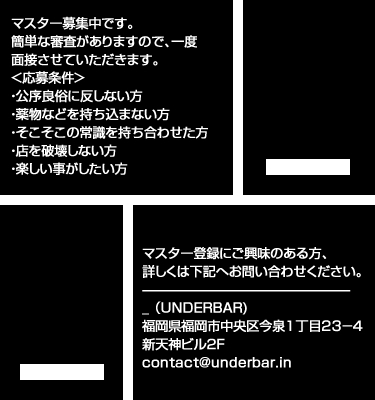 マスター募集中です。
簡単な審査がありますので、一度
面接させていただきます。
＜応募条件＞
・公序良俗に反しない方
・薬物などを持ち込まない方
・そこそこの常識を持ち合わせた方
・店を破壊しない方
・楽しい事がしたい方
マスター登録にご興味のある方、
詳しくは下記へお問い合わせください。
_（UNDERBAR）
福岡県福岡市中央区今泉1丁目23−4
新天神ビル2F
contact@underbar.in